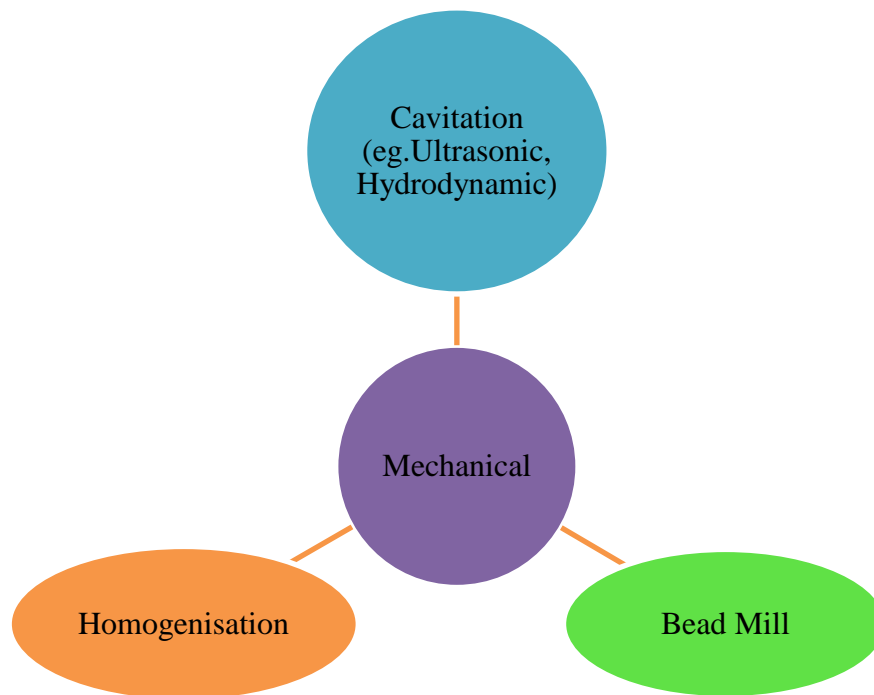 Cavitation
(eg.Ultrasonic,
Hydrodynamic)
Mechanical
Homogenisation
Bead Mill